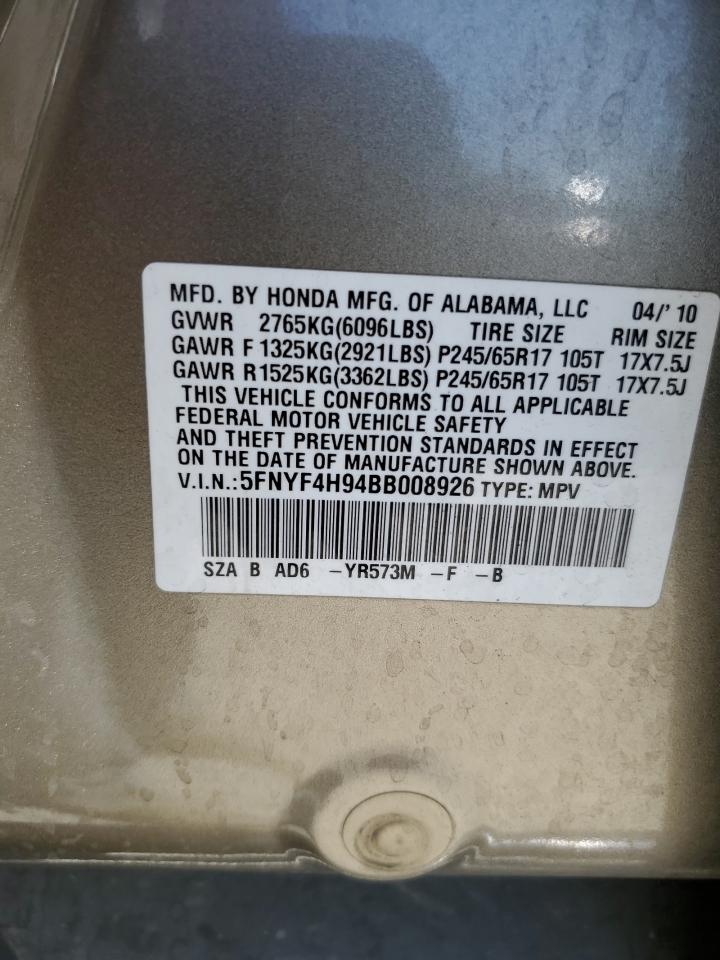 MFD. BY HONDA MFG. OF ALABAMA, LLC 04/' 10
GVWR 2765KG(6096LBS) TIRE SIZE RIM SIZE
GAWR F 1325KG(2921LBS) P245/65R17 105T 17X7.5J
GAWR R1525KG(3362LBS) P245/65R17 105T 17X7.5J
THIS VEHICLE CONFORMS TO ALL APPLICABLE
FEDERAL MOTOR VEHICLE SAFETY
AND THEFT PREVENTION STANDARDS IN EFFECT
ON THE DATE OF MANUFACTURE SHOWN ABOVE.
V.I.N.:5FNYF4H94BB008926 TYPE: MPV
SZA B AD6 -YR573M -F -B